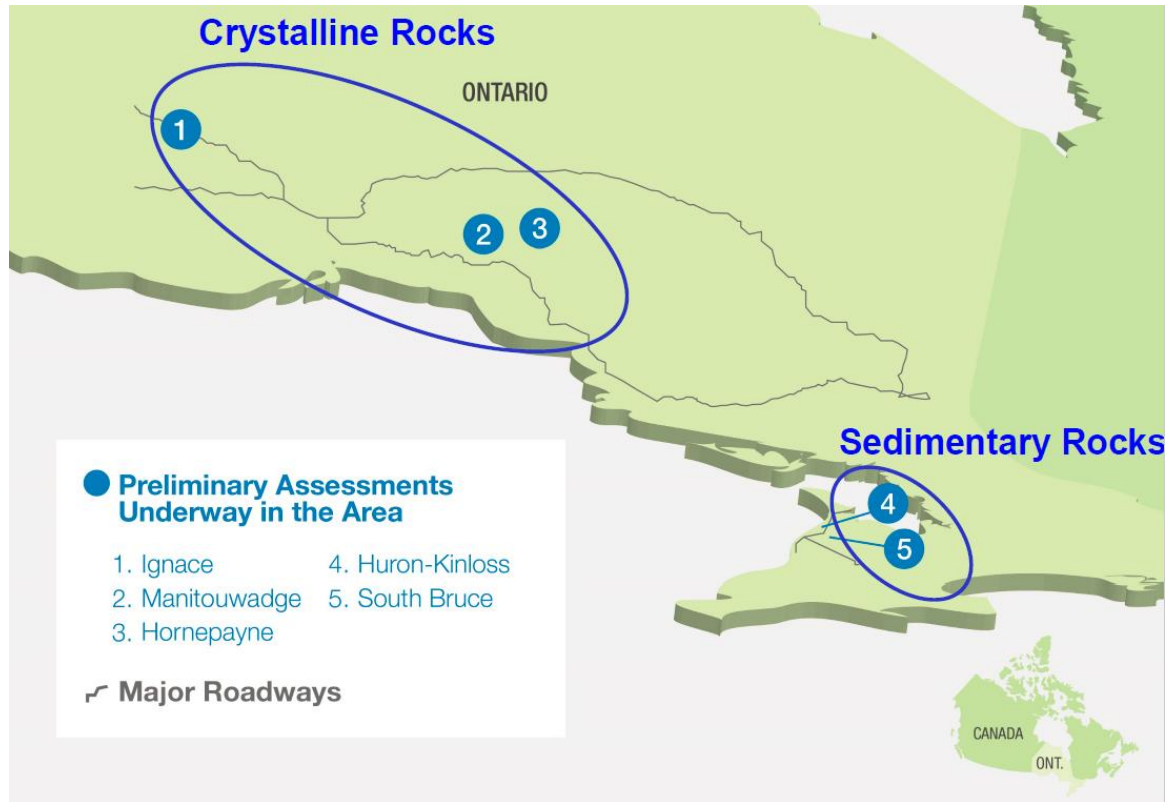 Crystalline Rocks
ONTARIO
1
2
3
Sedimentary Rocks
4
5
Preliminary Assessments
Underway in the Area
1. Ignace
2. Manitouwadge
3. Hornepayne
4. Huron-Kinloss
5. South Bruce
Major Roadways
CANADA
ONT.